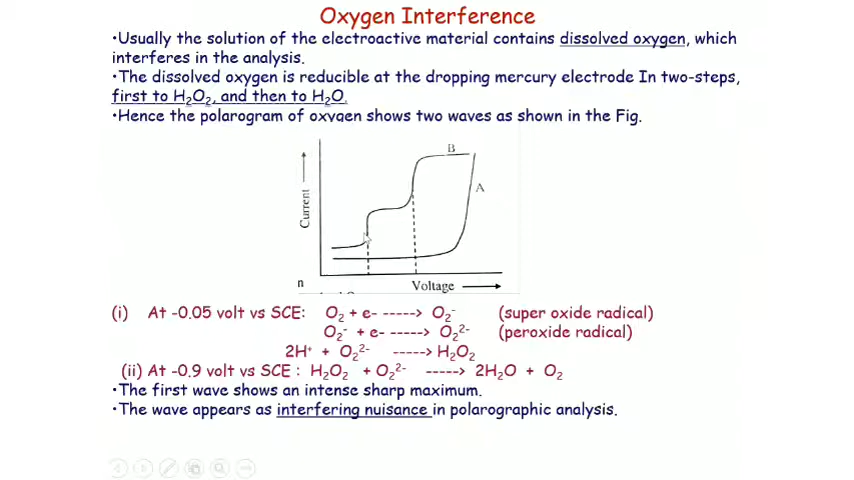 Oxygen Interference
•Usually the solution of the electroactive material contains dissolved oxygen, which
interferes in the analysis.
•The dissolved oxygen is reducible at the dropping mercury electrode In two-steps,
first to H₂O₂, and then to H₂O.
•Hence the polarogram of oxygen shows two waves as shown in the Fig.
B
A
Current
n
Voltage
(i) At -0.05 volt vs SCE: O₂ + e- -----> O₂⁻ (super oxide radical)
O₂⁻ + e- -----> O₂²⁻ (peroxide radical)
2H⁺ + O₂²⁻ -----> H₂O₂
(ii) At -0.9 volt vs SCE : H₂O₂ + O₂²⁻ -----> 2H₂O + O₂
•The first wave shows an intense sharp maximum.
•The wave appears as interfering nuisance in polarographic analysis.